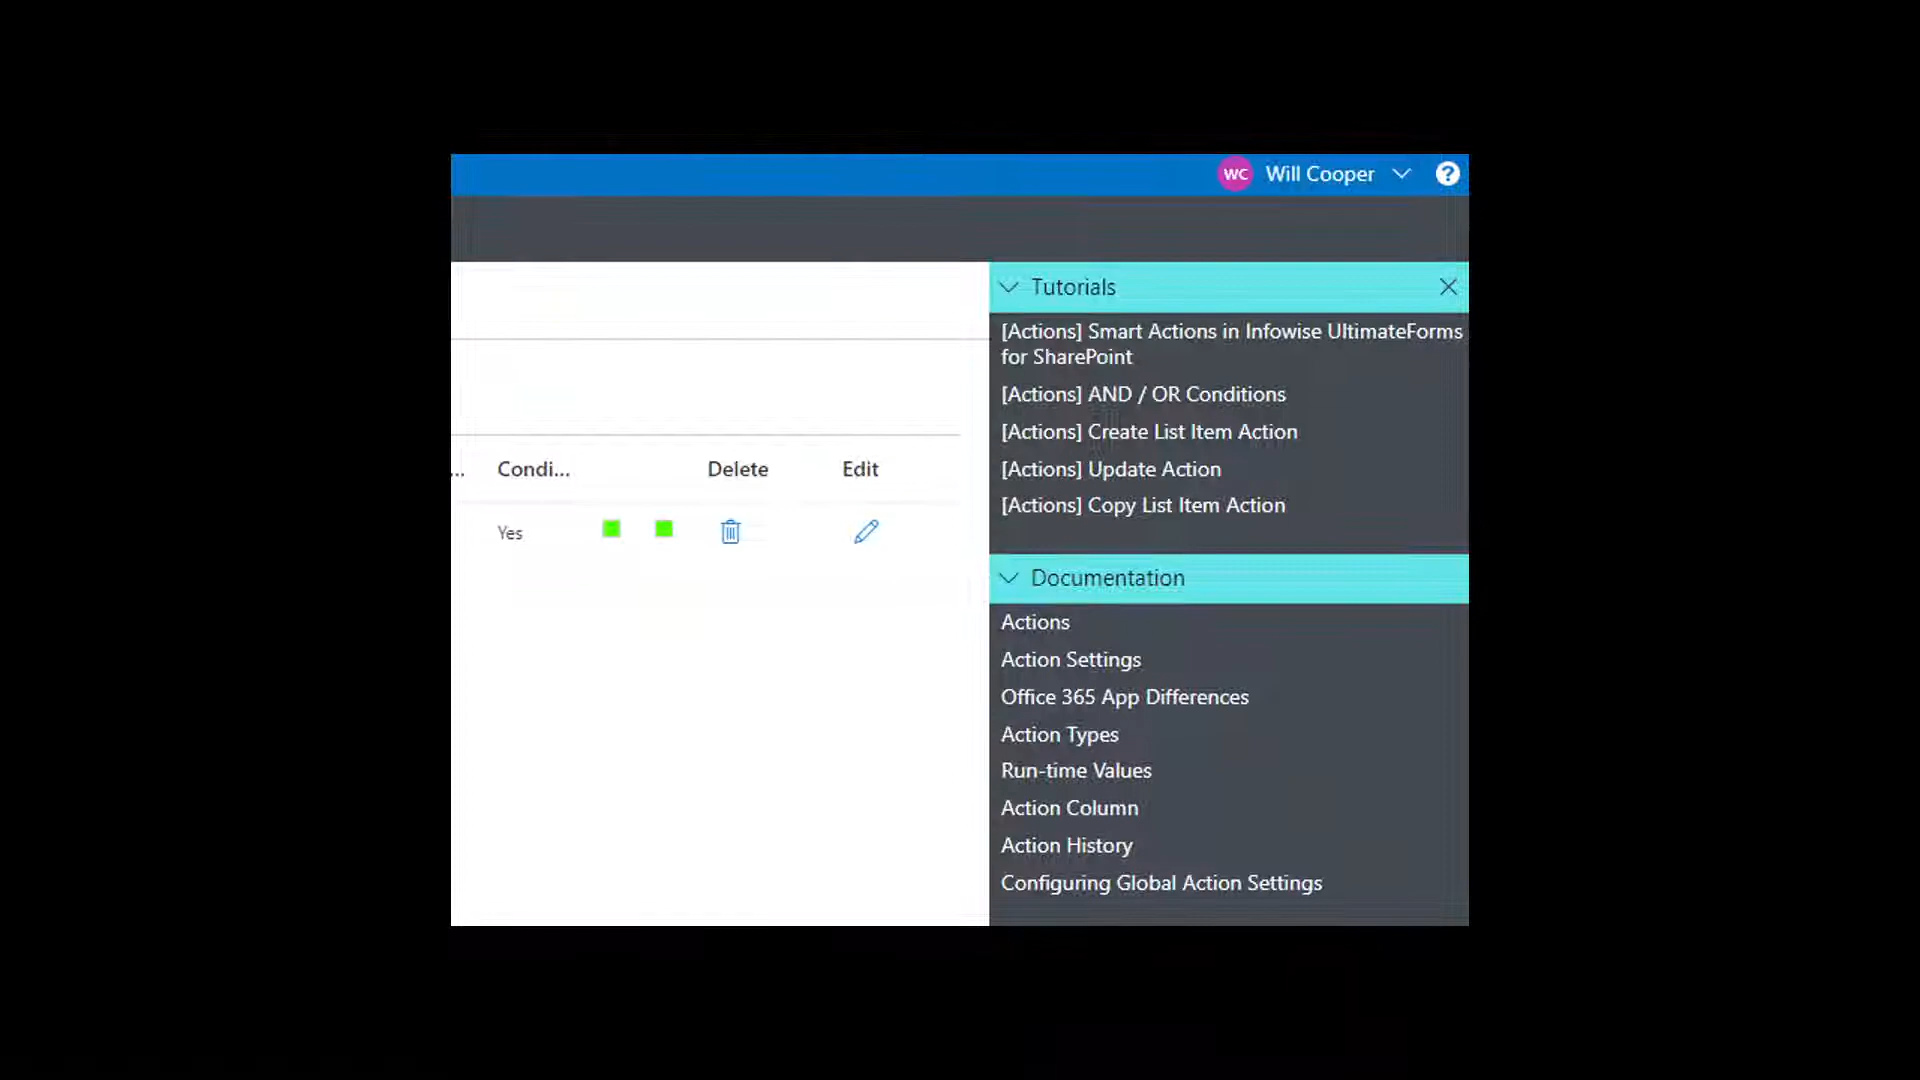 WC Will Cooper ?
Tutorials
[Actions] Smart Actions in Infowise UltimateForms
for SharePoint
[Actions] AND / OR Conditions
[Actions] Create List Item Action
[Actions] Update Action
[Actions] Copy List Item Action
... Condi... Delete Edit
Yes
Documentation
Actions
Action Settings
Office 365 App Differences
Action Types
Run-time Values
Action Column
Action History
Configuring Global Action Settings